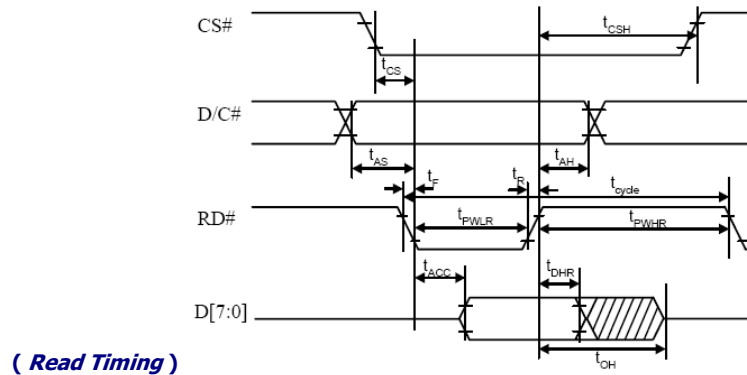 CS#
tCSH
tCS
D/C#
tAS
tF
tR
tAH
tcycle
RD#
tPWLR
tPWHR
tACC
tDHR
D[7:0]
tOH
( Read Timing )